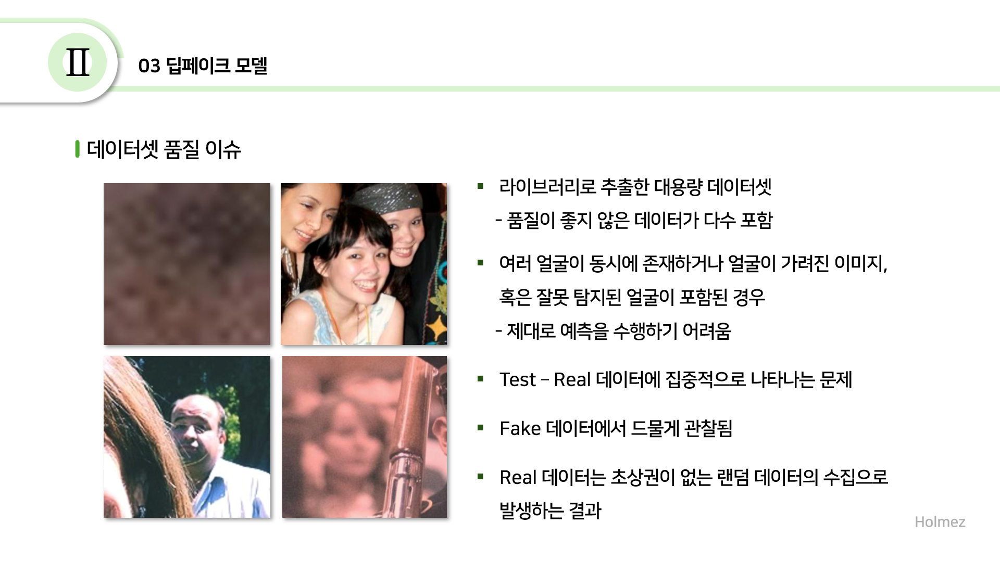 Ⅱ
03 딥페이크 모델
데이터셋 품질 이슈
▪ 라이브러리로 추출한 대용량 데이터셋
- 품질이 좋지 않은 데이터가 다수 포함
▪ 여러 얼굴이 동시에 존재하거나 얼굴이 가려진 이미지,
혹은 잘못 탐지된 얼굴이 포함된 경우
- 제대로 예측을 수행하기 어려움
▪ Test – Real 데이터에 집중적으로 나타나는 문제
▪ Fake 데이터에서 드물게 관찰됨
▪ Real 데이터는 초상권이 없는 랜덤 데이터의 수집으로
발생하는 결과
Holmez